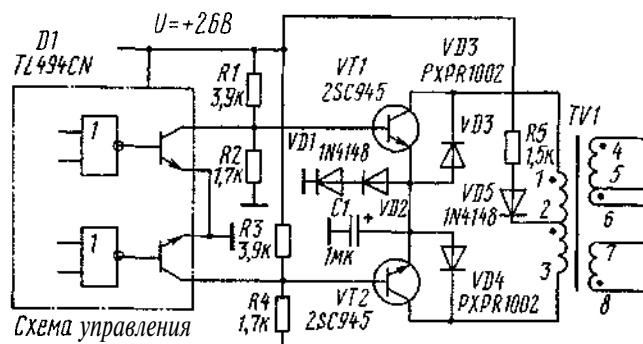 U=+26В
D1
TL494CN
R1
3,9к
R2
1,7к
VT1
2SC945
VD3
PXPR1002
VD3
R5
1,5к
TV1
VD1
1N4148
VD2
VD5
1N4148
C1
+
1мк
R3
3,9к
R4
1,7к
VT2
2SC945
VD4
PXPR1002
1
1
1
2
3
4
5
6
7
8
Схема управления